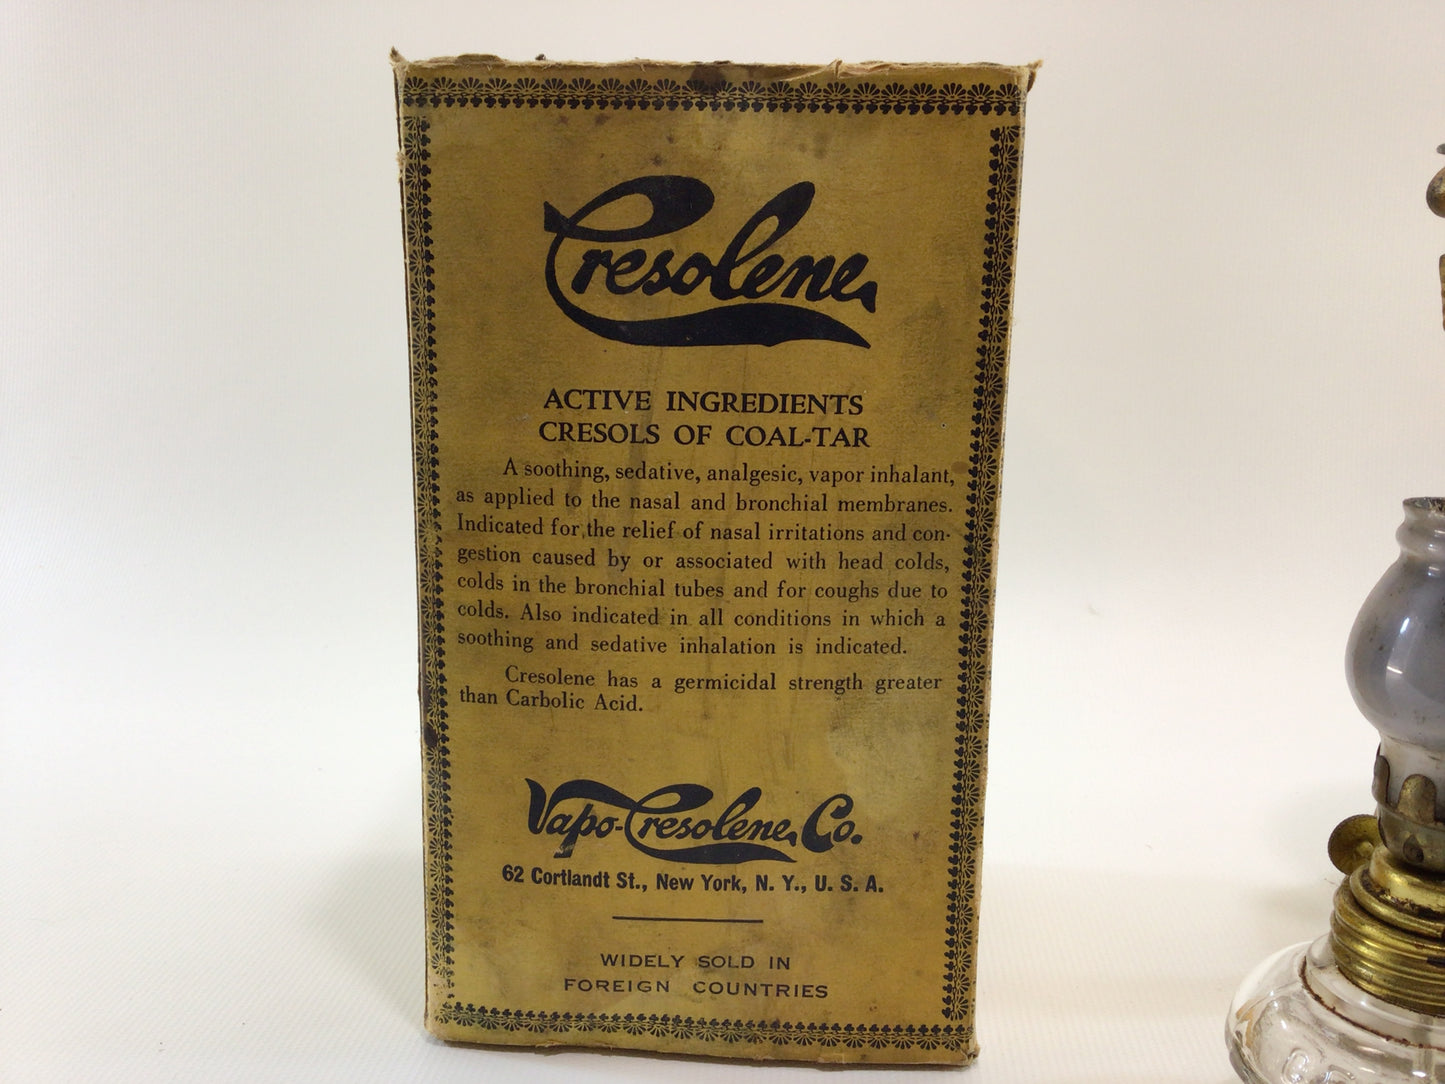 Cresolene
ACTIVE INGREDIENTS
CRESOLS OF COAL-TAR
A soothing, sedative, analgesic, vapor inhalant,
as applied to the nasal and bronchial membranes.
Indicated for the relief of nasal irritations and con-
gestion caused by or associated with head colds,
colds in the bronchial tubes and for coughs due to
colds. Also indicated in all conditions in which a
soothing and sedative inhalation is indicated.
Cresolene has a germicidal strength greater
than Carbolic Acid.
Vapo-Cresolene Co.
62 Cortlandt St., New York, N. Y., U. S. A.
WIDELY SOLD IN
FOREIGN COUNTRIES